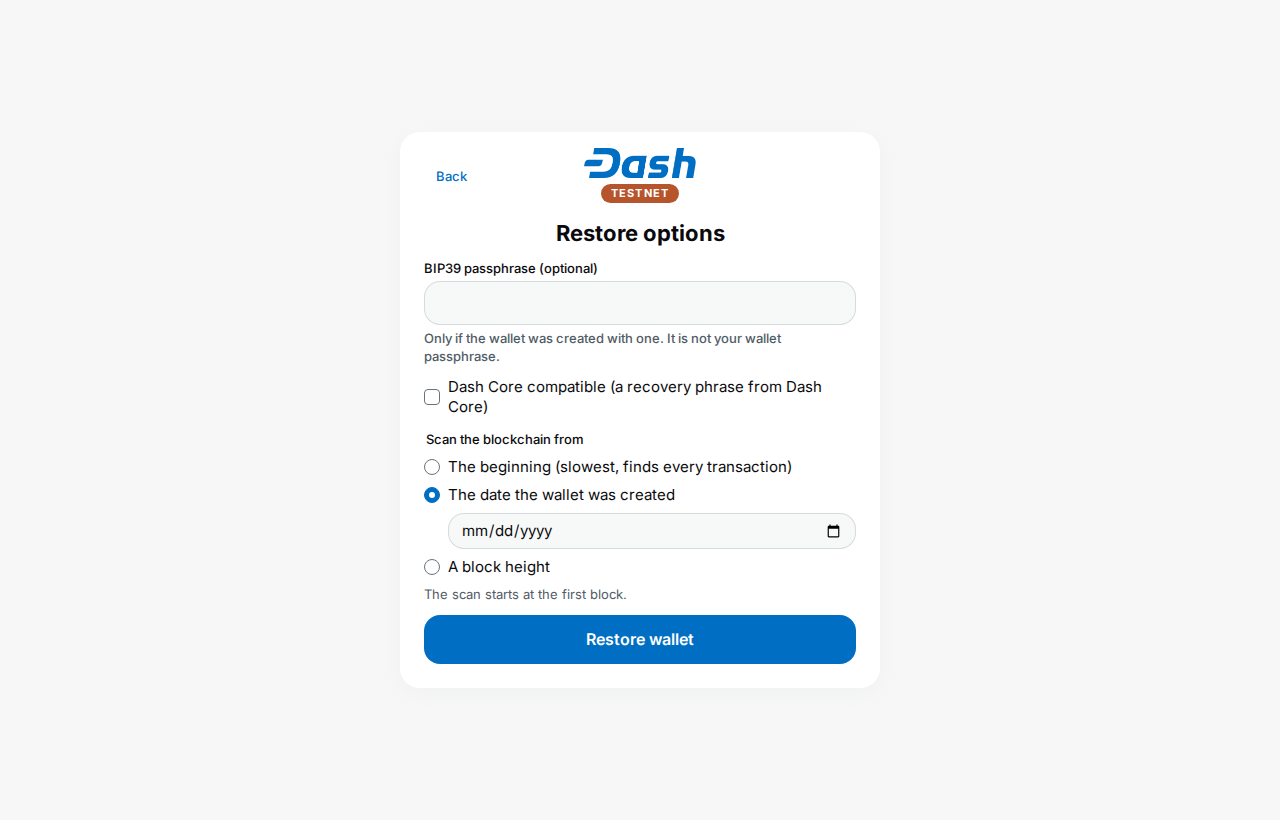 Back
Dash
TESTNET
Restore options
BIP39 passphrase (optional)
Only if the wallet was created with one. It is not your wallet
passphrase.
Dash Core compatible (a recovery phrase from Dash
Core)
Scan the blockchain from
The beginning (slowest, finds every transaction)
The date the wallet was created
mm/dd/yyyy
A block height
The scan starts at the first block.
Restore wallet